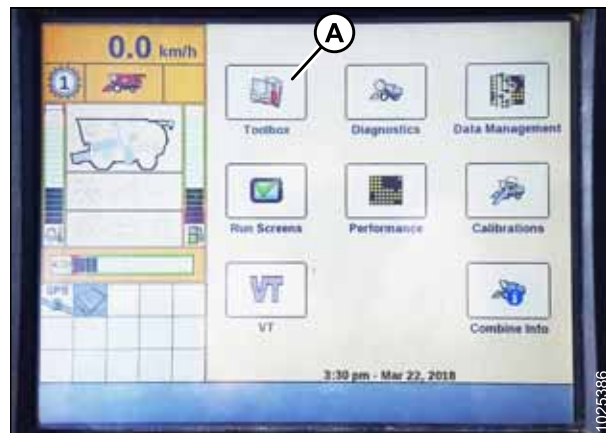 A
0.0 km/h
1
Toolbox
Diagnostics
Data Management
Run Screens
Performance
Calibrations
GPS
VT
VT
Combine Info
3:30 pm - Mar 22, 2018
1025386